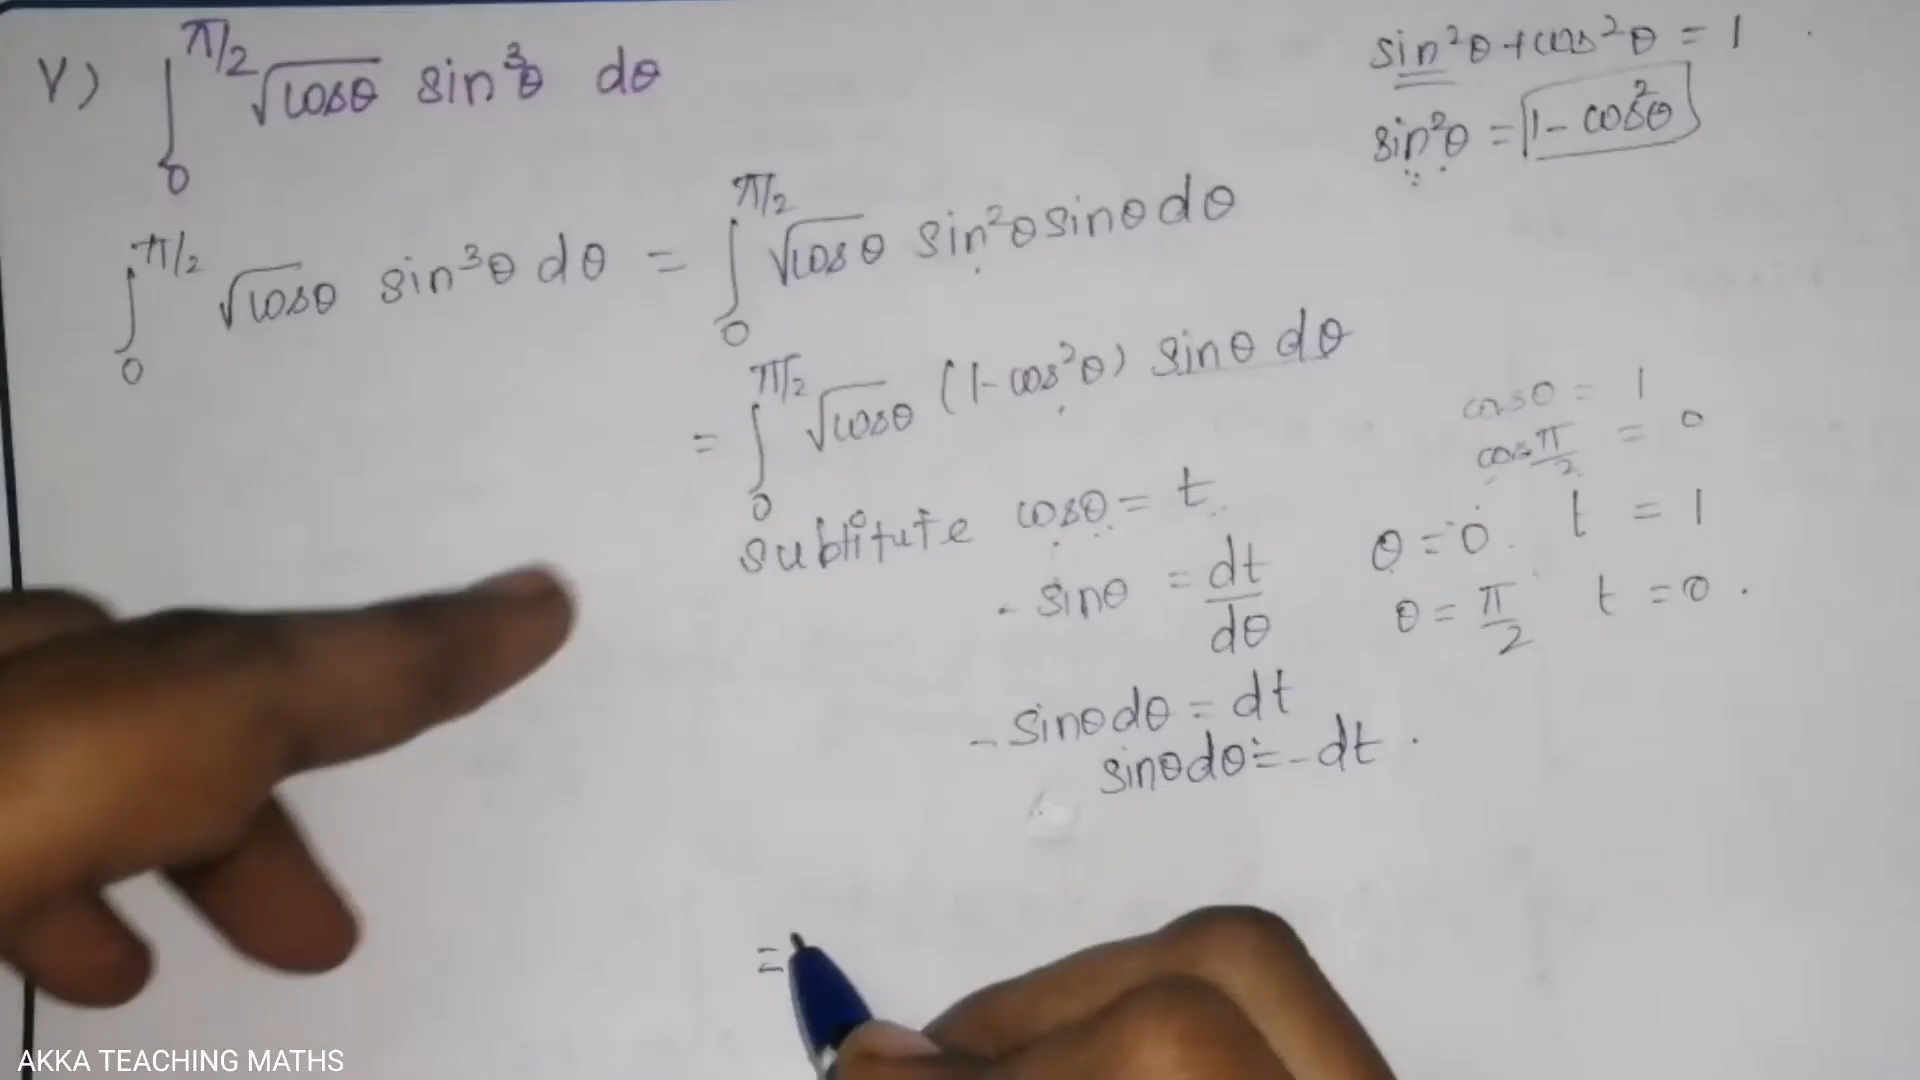 V) ∫₀^π/2 √cosθ sin³θ dθ
sin²θ + cos²θ = 1
sin²θ = 1 - cos²θ
∫₀^π/2 √cosθ sin³θ dθ = ∫₀^π/2 √cosθ sin²θ sinθ dθ
= ∫₀^π/2 √cosθ (1 - cos²θ) sinθ dθ
cos0 = 1
cos π/2 = 0
subtitute cosθ = t
θ = 0 t = 1
- sinθ = dt/dθ
θ = π/2 t = 0.
- sinθ dθ = dt
sinθ dθ = - dt.
=
AKKA TEACHING MATHS